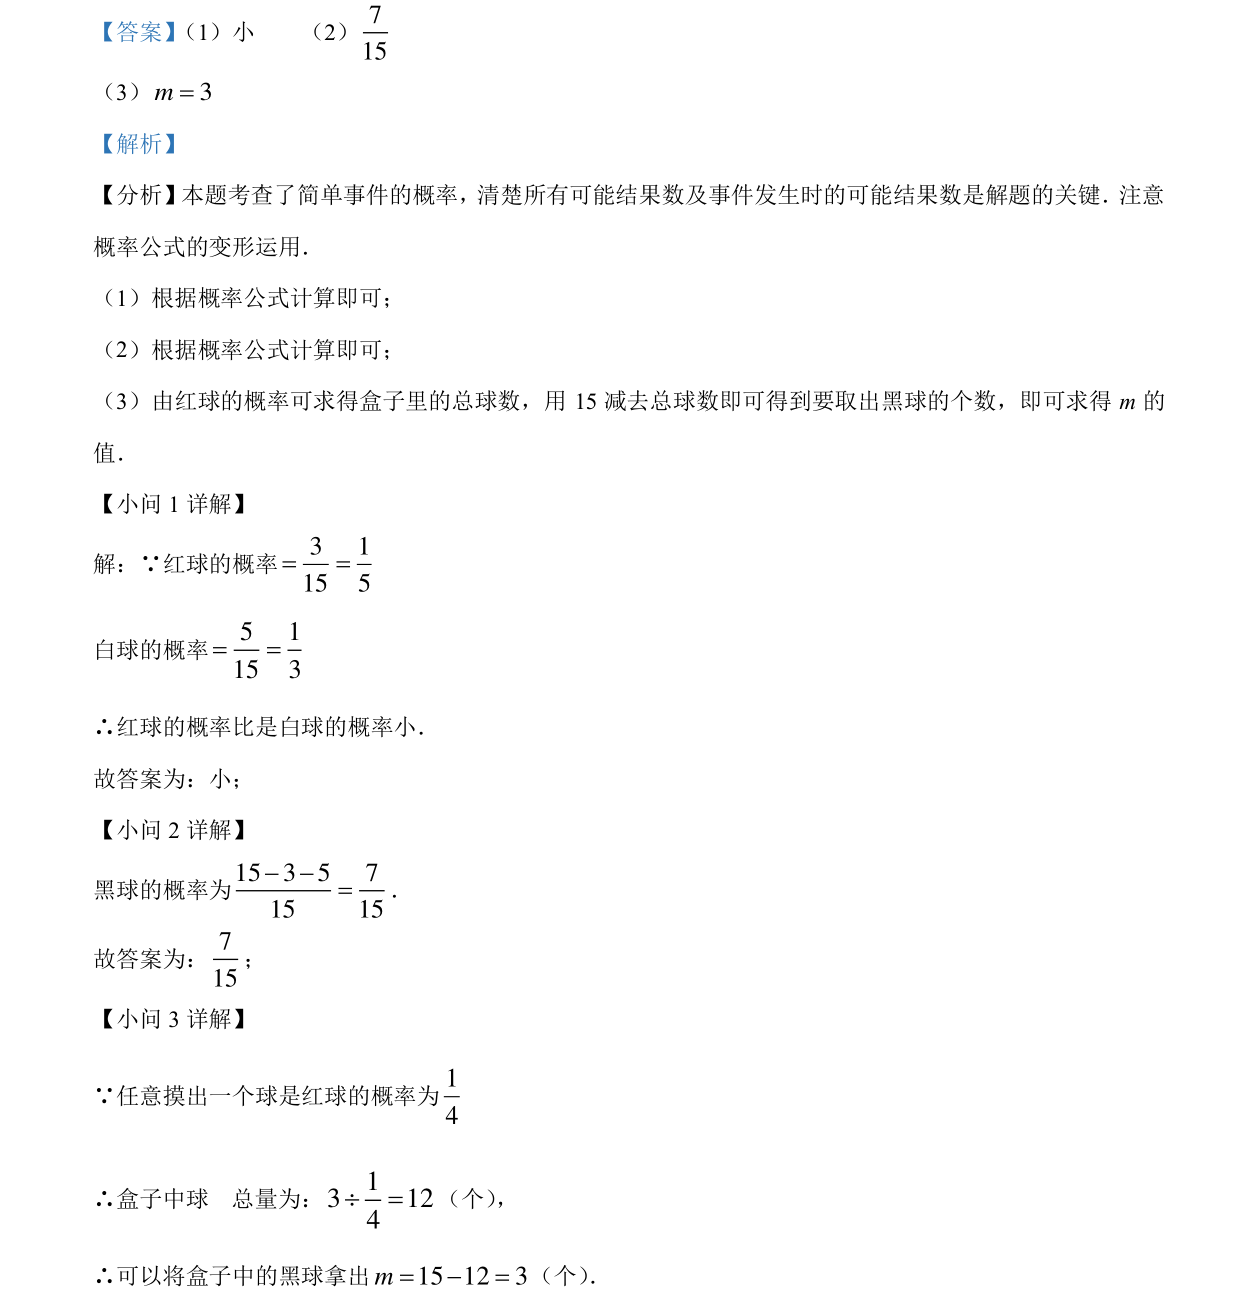 【答案】（1）小 （2）7/15
（3）m = 3
【解析】
【分析】本题考查了简单事件的概率，清楚所有可能结果数及事件发生时的可能结果数是解题的关键．注意
概率公式的变形运用．
（1）根据概率公式计算即可；
（2）根据概率公式计算即可；
（3）由红球的概率可求得盒子里的总球数，用 15 减去总球数即可得到要取出黑球的个数，即可求得 m 的
值．
【小问 1 详解】
解：∵红球的概率 = 3/15 = 1/5
白球的概率 = 5/15 = 1/3
∴红球的概率比是白球的概率小．
故答案为：小；
【小问 2 详解】
黑球的概率为 (15−3−5)/15 = 7/15．
故答案为：7/15；
【小问 3 详解】
∵任意摸出一个球是红球的概率为 1/4
∴盒子中球 总量为：3÷1/4=12（个），
∴可以将盒子中的黑球拿出 m =15−12 = 3（个）．